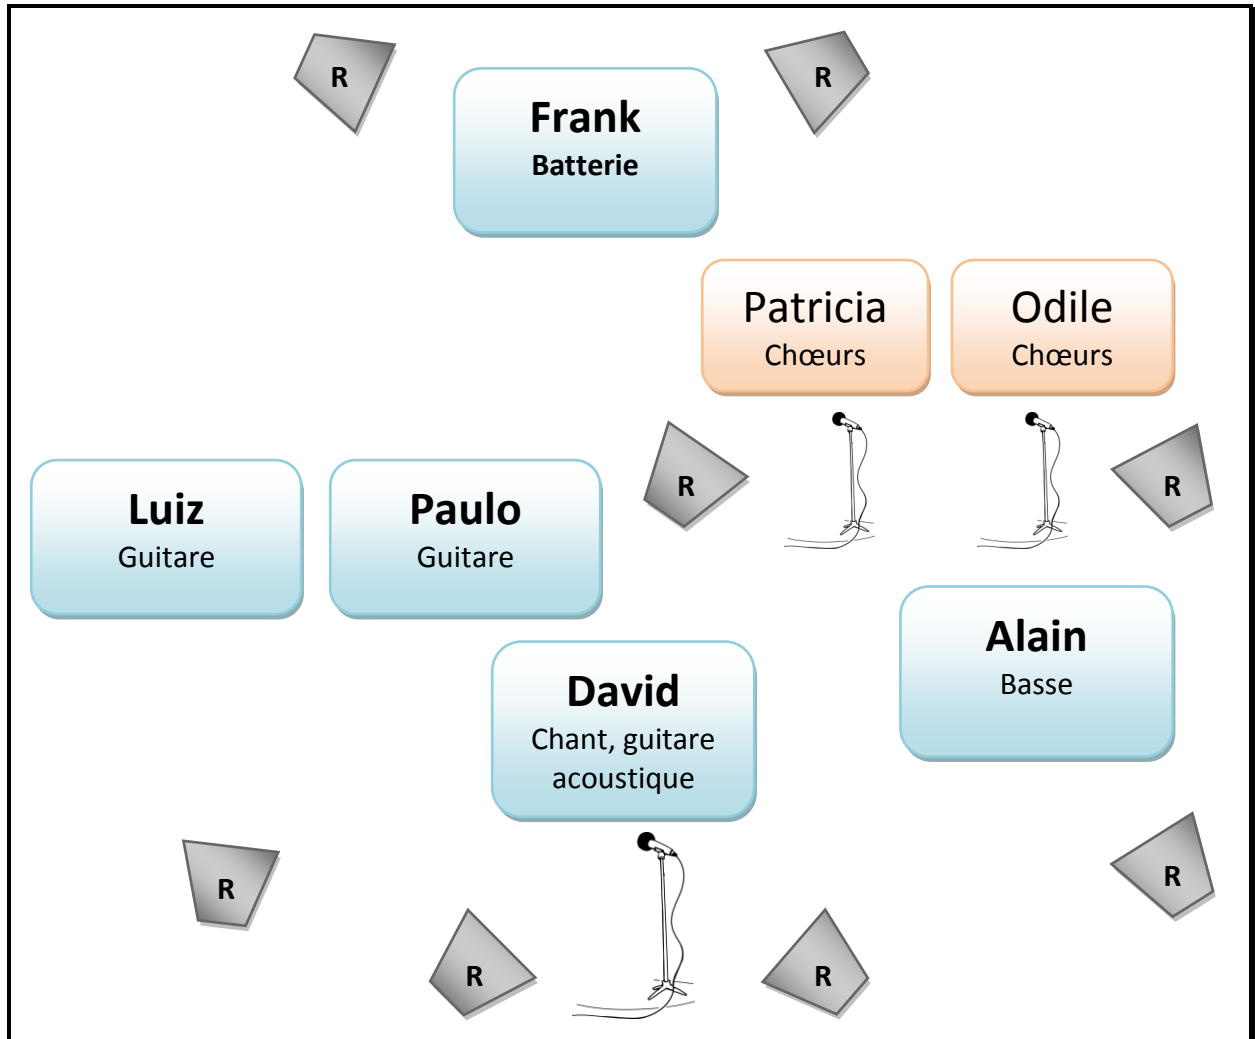 R
R
Frank
Batterie
Patricia
Chœurs
Odile
Chœurs
R
R
Luiz
Guitare
Paulo
Guitare
Alain
Basse
David
Chant, guitare
acoustique
R
R
R
R